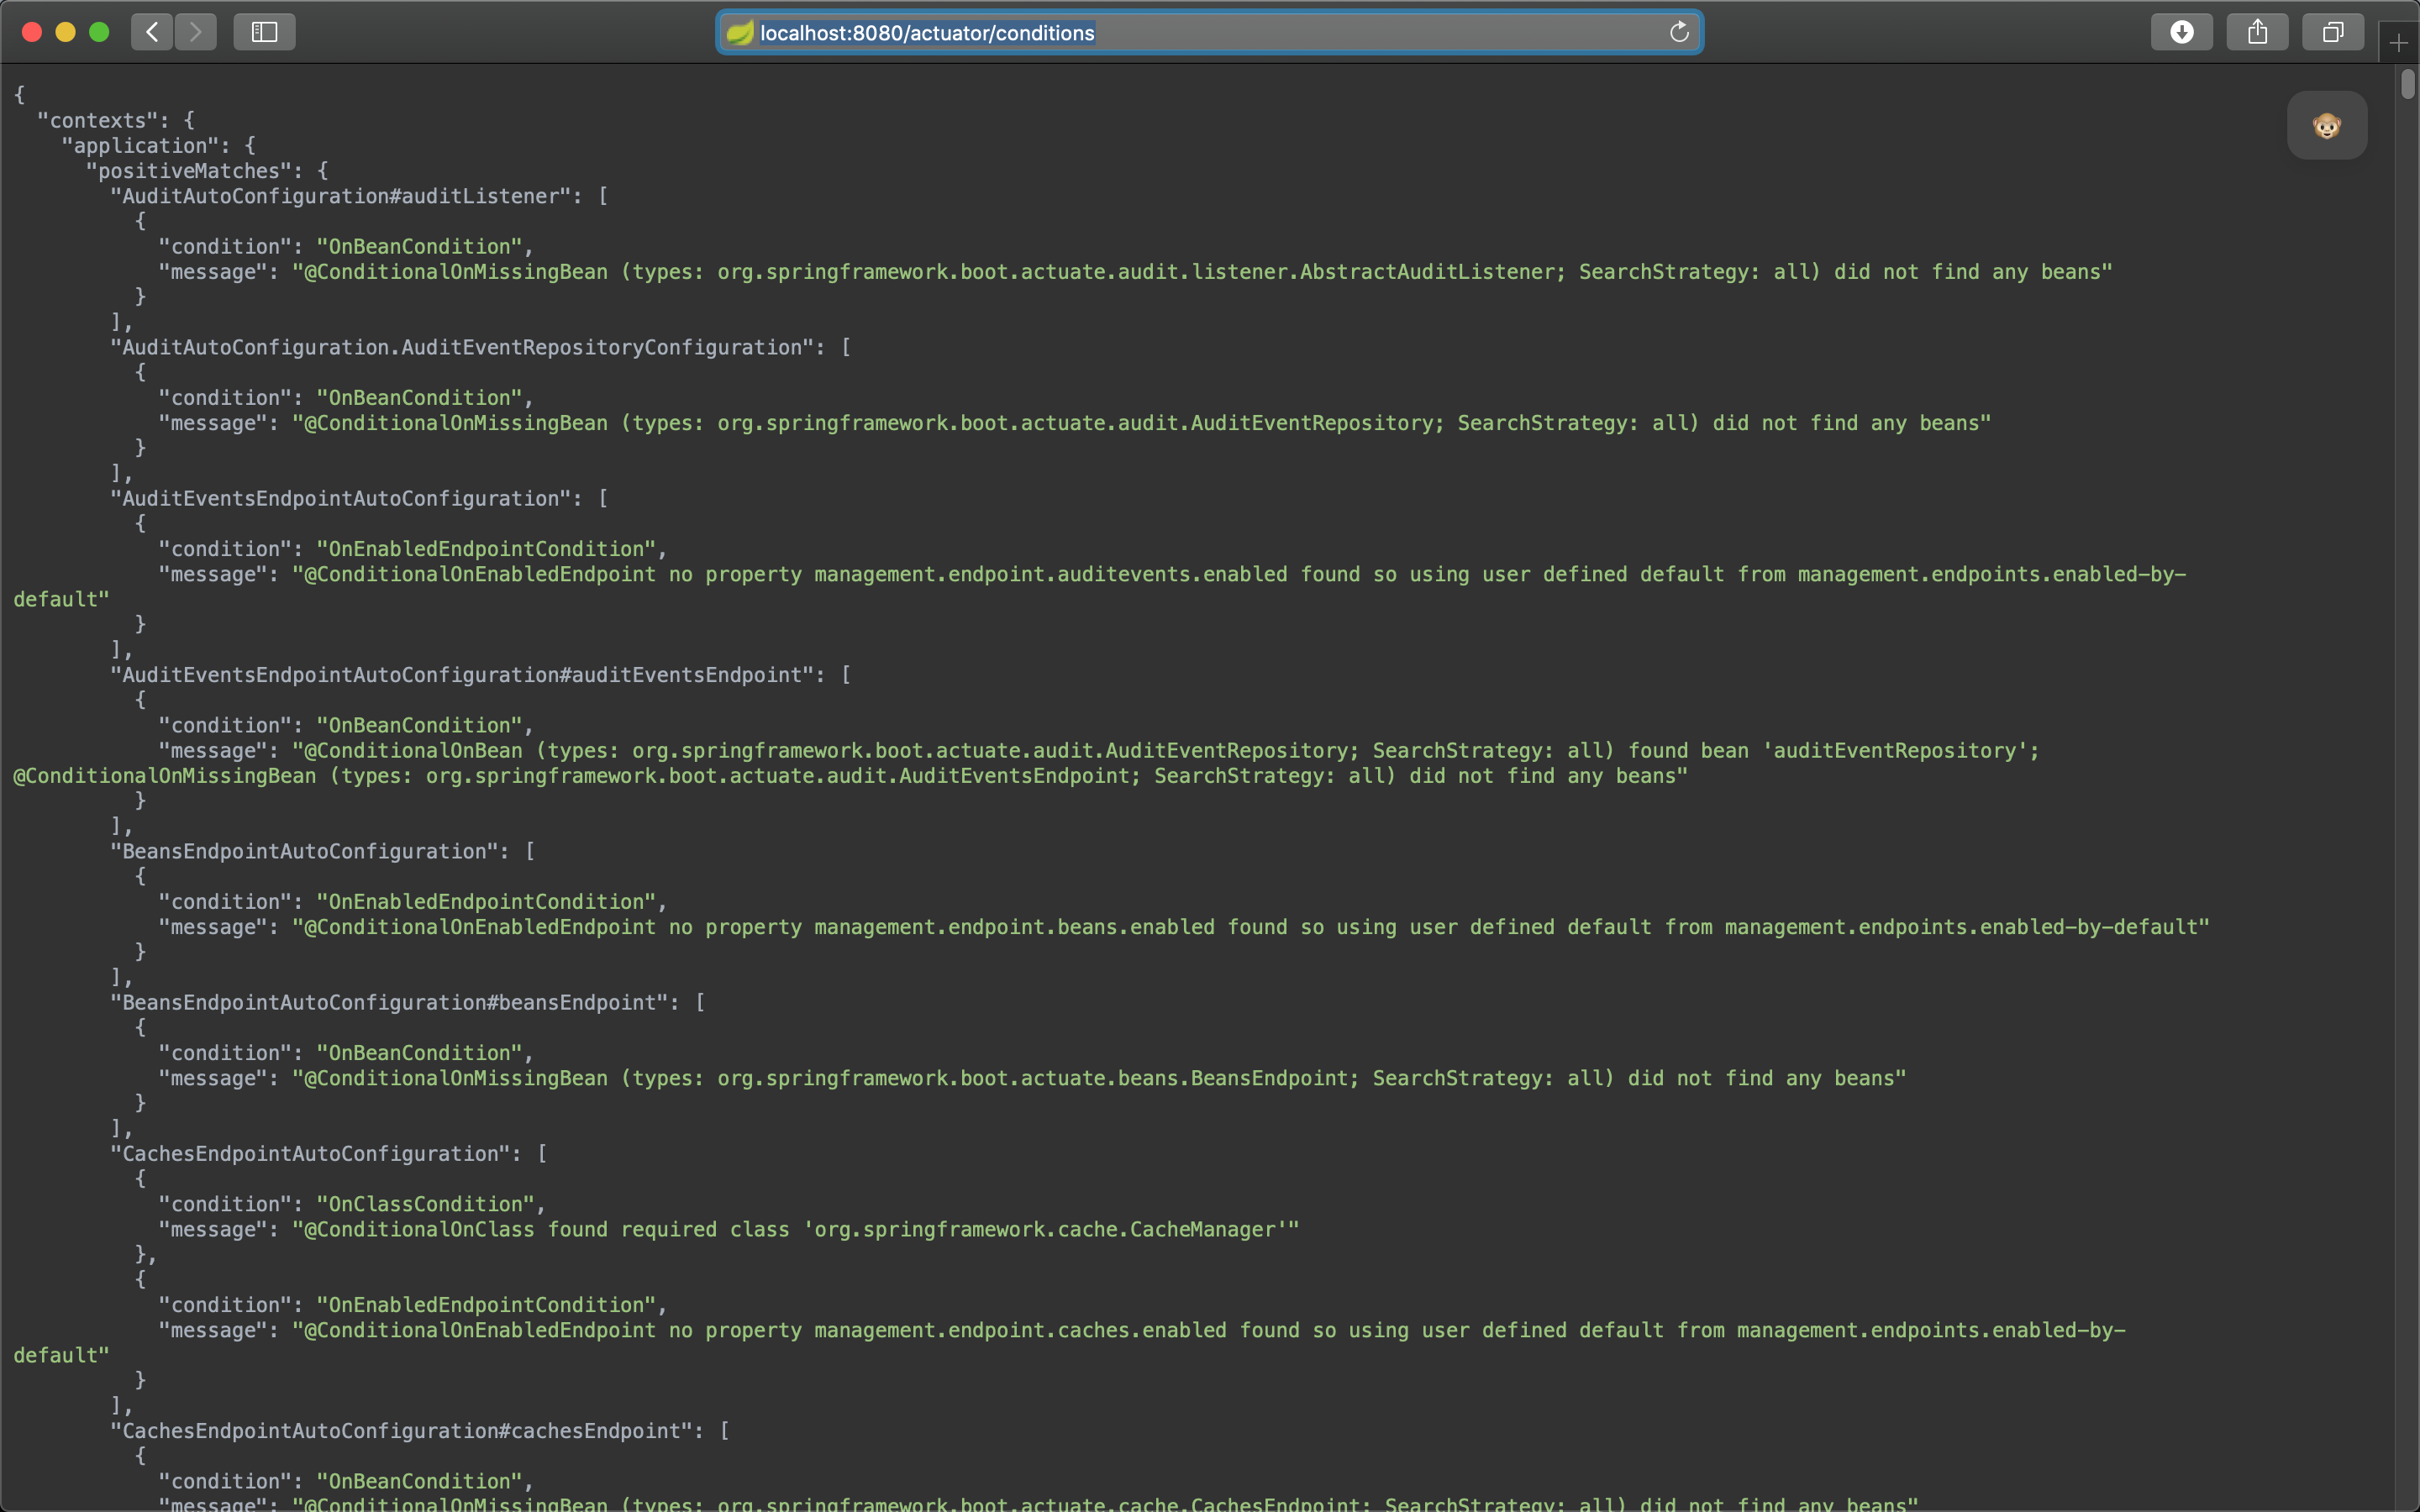 localhost:8080/actuator/conditions
{
  "contexts": {
    "application": {
      "positiveMatches": {
        "AuditAutoConfiguration#auditListener": [
          {
            "condition": "OnBeanCondition",
            "message": "@ConditionalOnMissingBean (types: org.springframework.boot.actuate.audit.listener.AbstractAuditListener; SearchStrategy: all) did not find any beans"
          }
        ],
        "AuditAutoConfiguration.AuditEventRepositoryConfiguration": [
          {
            "condition": "OnBeanCondition",
            "message": "@ConditionalOnMissingBean (types: org.springframework.boot.actuate.audit.AuditEventRepository; SearchStrategy: all) did not find any beans"
          }
        ],
        "AuditEventsEndpointAutoConfiguration": [
          {
            "condition": "OnEnabledEndpointCondition",
            "message": "@ConditionalOnEnabledEndpoint no property management.endpoint.auditevents.enabled found so using user defined default from management.endpoints.enabled-by-
default"
          }
        ],
        "AuditEventsEndpointAutoConfiguration#auditEventsEndpoint": [
          {
            "condition": "OnBeanCondition",
            "message": "@ConditionalOnBean (types: org.springframework.boot.actuate.audit.AuditEventRepository; SearchStrategy: all) found bean 'auditEventRepository';
@ConditionalOnMissingBean (types: org.springframework.boot.actuate.audit.AuditEventsEndpoint; SearchStrategy: all) did not find any beans"
          }
        ],
        "BeansEndpointAutoConfiguration": [
          {
            "condition": "OnEnabledEndpointCondition",
            "message": "@ConditionalOnEnabledEndpoint no property management.endpoint.beans.enabled found so using user defined default from management.endpoints.enabled-by-default"
          }
        ],
        "BeansEndpointAutoConfiguration#beansEndpoint": [
          {
            "condition": "OnBeanCondition",
            "message": "@ConditionalOnMissingBean (types: org.springframework.boot.actuate.beans.BeansEndpoint; SearchStrategy: all) did not find any beans"
          }
        ],
        "CachesEndpointAutoConfiguration": [
          {
            "condition": "OnClassCondition",
            "message": "@ConditionalOnClass found required class 'org.springframework.cache.CacheManager'"
          },
          {
            "condition": "OnEnabledEndpointCondition",
            "message": "@ConditionalOnEnabledEndpoint no property management.endpoint.caches.enabled found so using user defined default from management.endpoints.enabled-by-
default"
          }
        ],
        "CachesEndpointAutoConfiguration#cachesEndpoint": [
          {
            "condition": "OnBeanCondition",
            "message": "@ConditionalOnMissingBean (types: org.springframework.boot.actuate.cache.CachesEndpoint; SearchStrategy: all) did not find any beans"